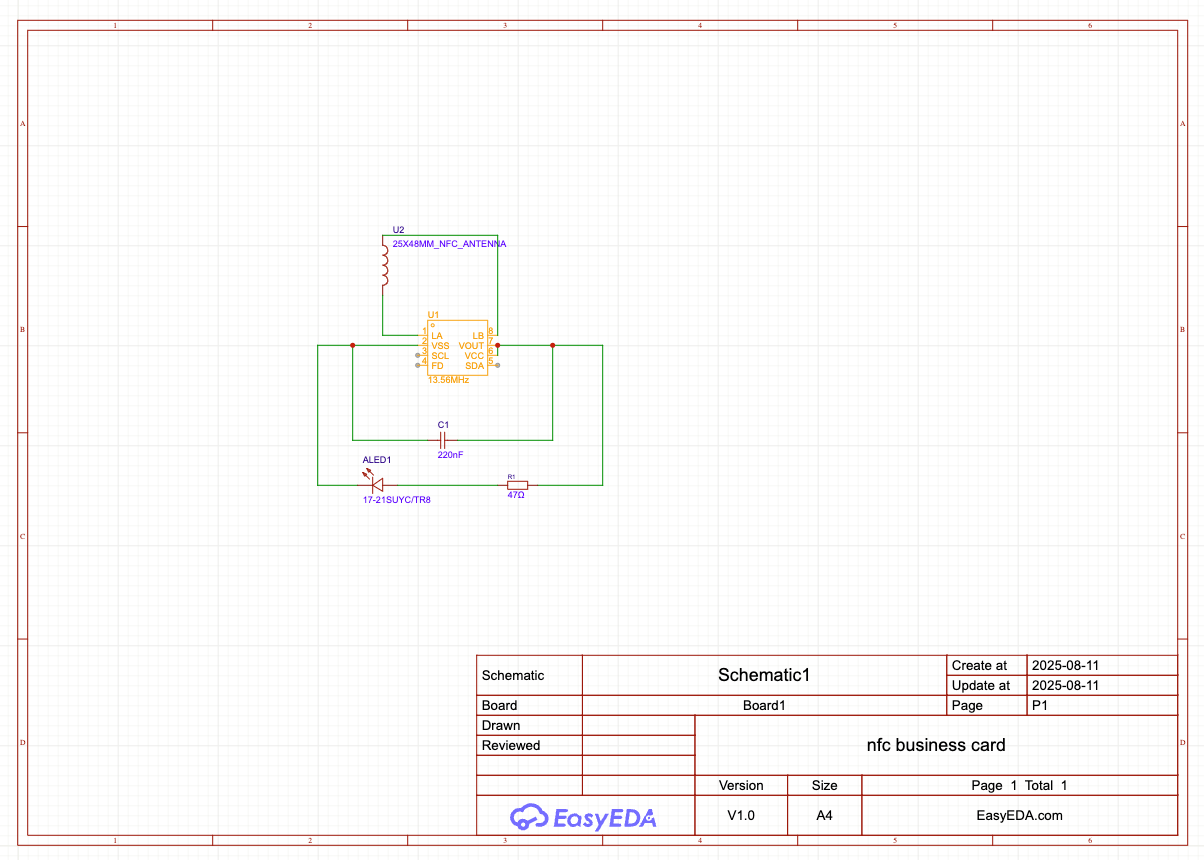 1 2 3 4 5 6
A A
U2
25X48MM_NFC_ANTENNA
U1
B B
1 LA LB 8
2 VSS VOUT 7
3 SCL VCC 6
4 FD SDA 5
13.56MHz
C1
220nF
ALED1
R1
47Ω
17-21SUYC/TR8
C C
Schematic Schematic1 Create at 2025-08-11
Update at 2025-08-11
Board Board1 Page P1
Drawn
D Reviewed nfc business card D
Version Size Page 1 Total 1
EasyEDA V1.0 A4 EasyEDA.com
1 2 3 4 5 6